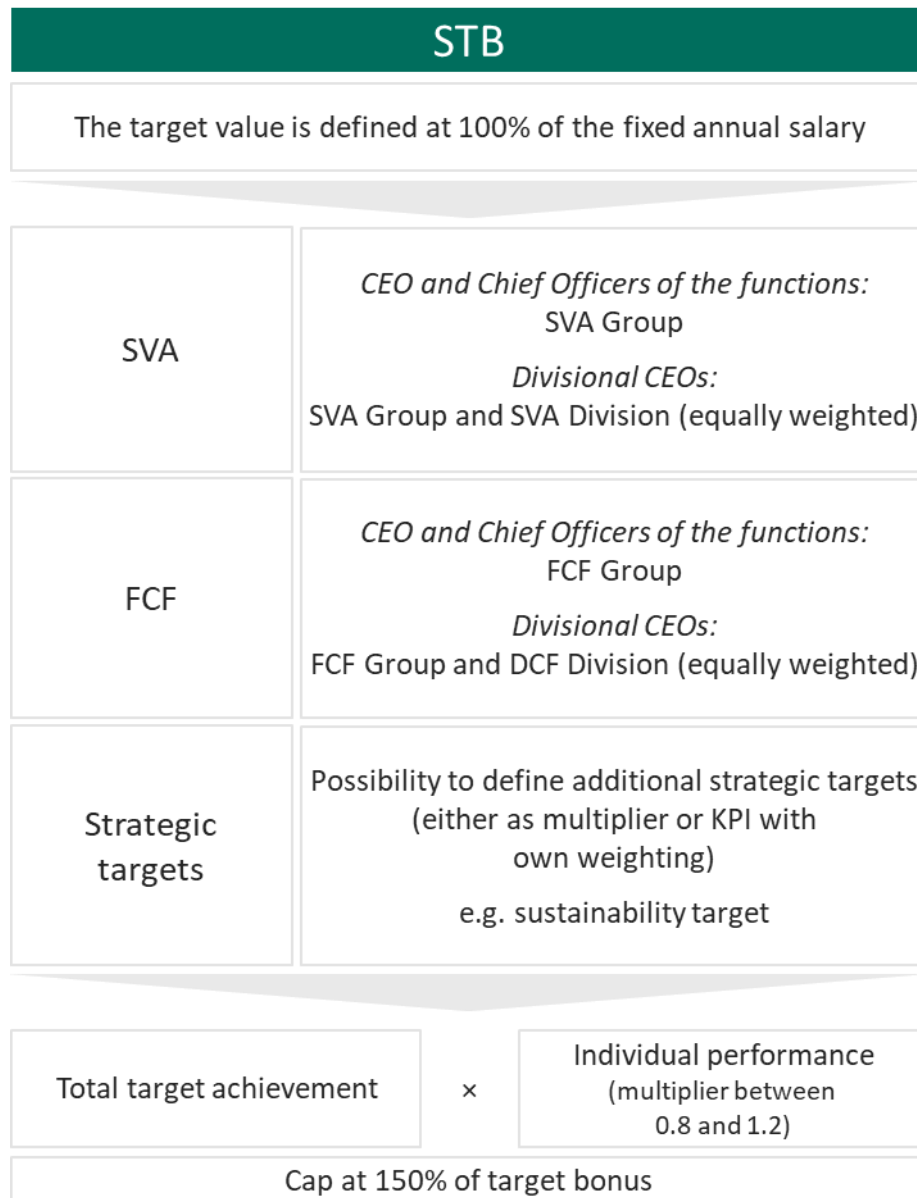 STB
The target value is defined at 100% of the fixed annual salary
SVA
CEO and Chief Officers of the functions:
SVA Group
Divisional CEOs:
SVA Group and SVA Division (equally weighted)
FCF
CEO and Chief Officers of the functions:
FCF Group
Divisional CEOs:
FCF Group and DCF Division (equally weighted)
Strategic
targets
Possibility to define additional strategic targets
(either as multiplier or KPI with
own weighting)
e.g. sustainability target
Total target achievement
×
Individual performance
(multiplier between
0.8 and 1.2)
Cap at 150% of target bonus